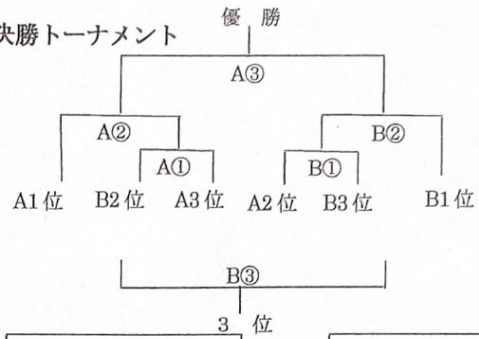 優 勝
決勝トーナメント
A③
A② B②
A① B①
A1位 B2位 A3位 A2位 B3位 B1位
B③
3 位